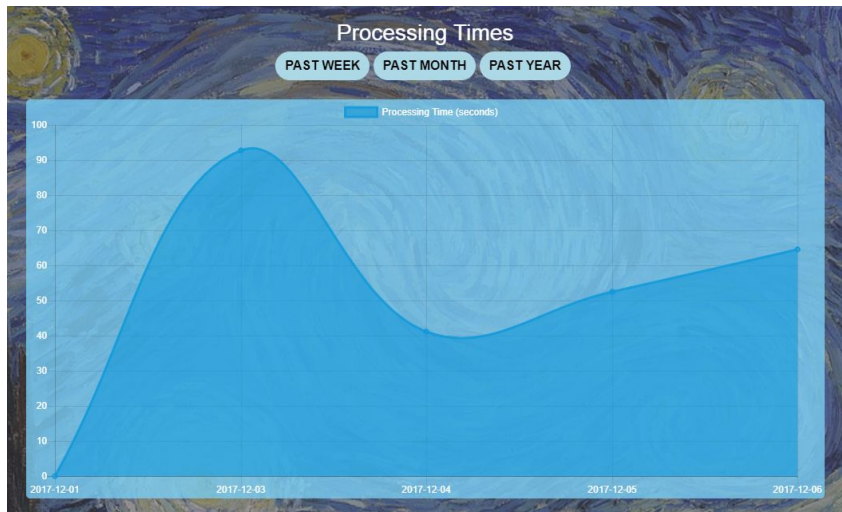 Processing Times
PAST WEEK PAST MONTH PAST YEAR
Processing Time (seconds)
100
90
80
70
60
50
40
30
20
10
0
2017-12-01 2017-12-03 2017-12-04 2017-12-05 2017-12-06